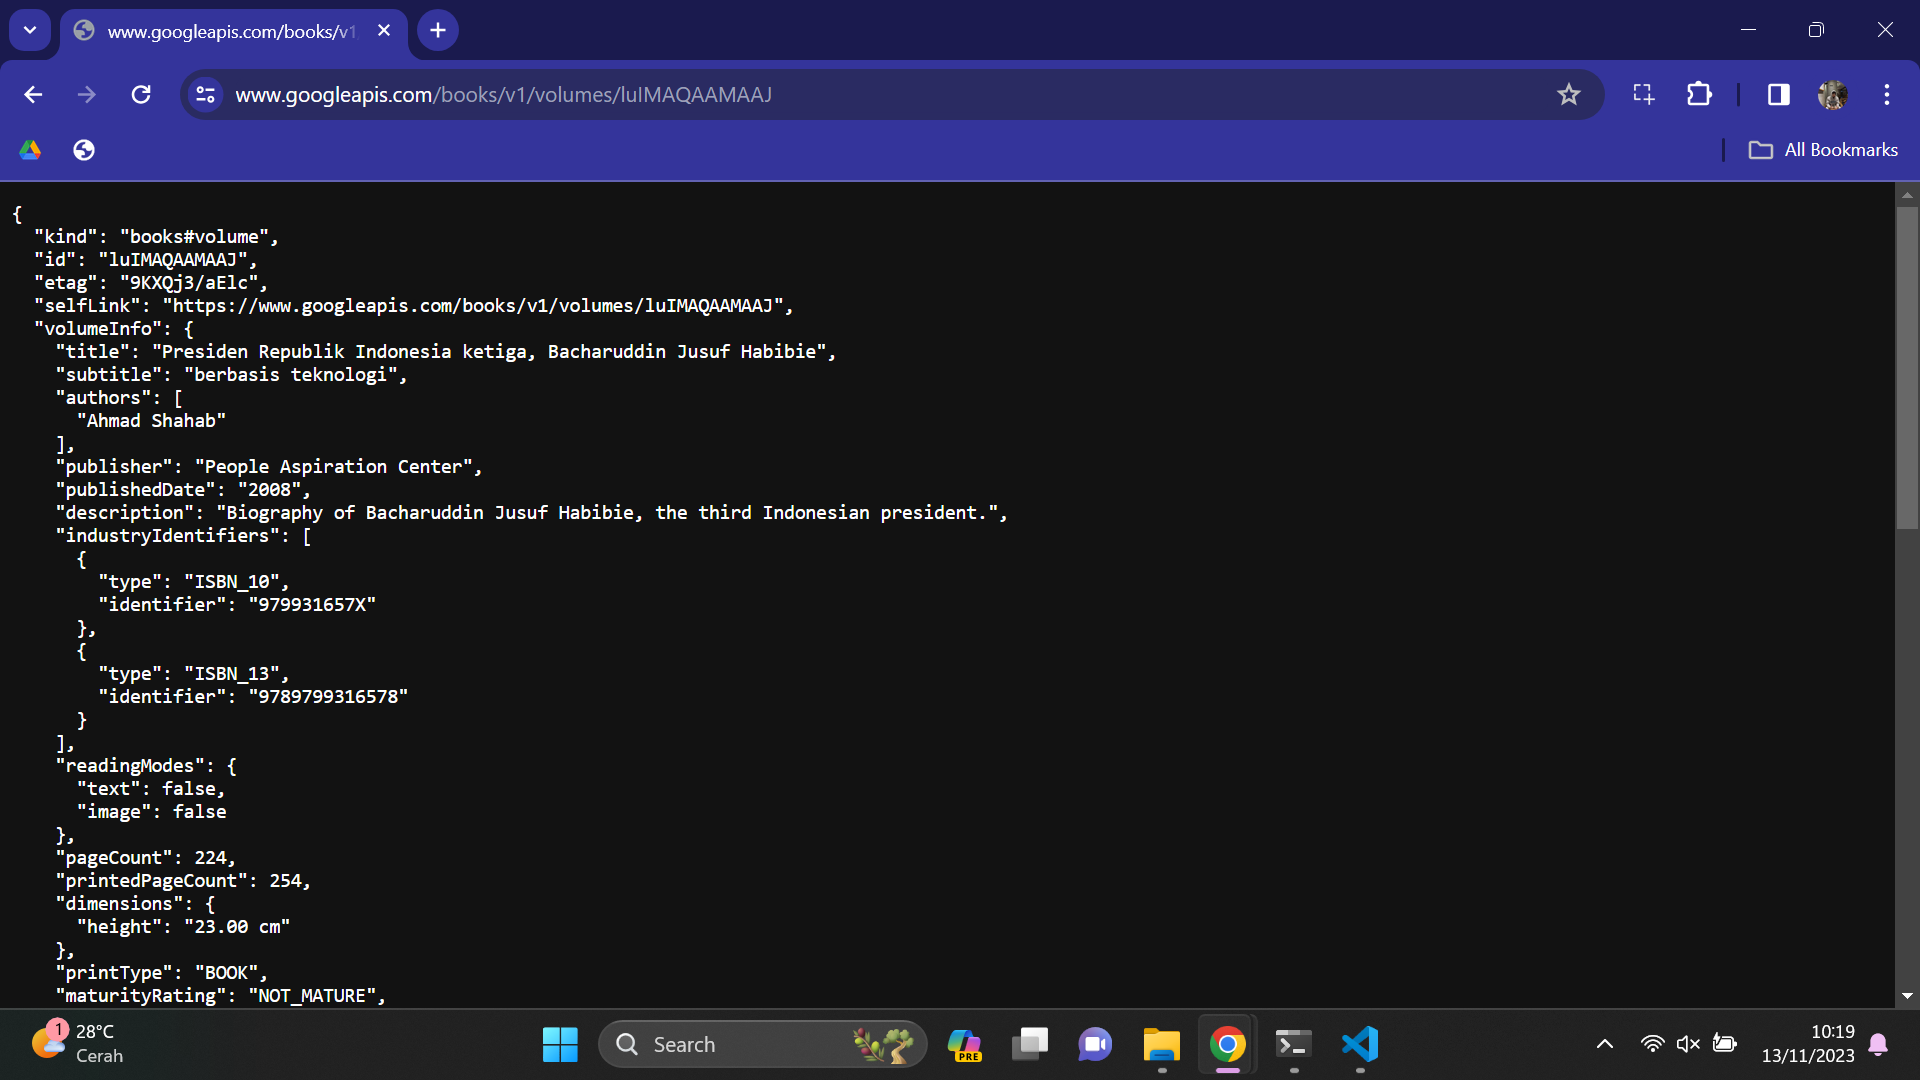 www.googleapis.com/books/v1
www.googleapis.com/books/v1/volumes/luIMAQAAMAAJ
All Bookmarks
{
"kind": "books#volume",
"id": "luIMAQAAMAAJ",
"etag": "9KXQj3/aElc",
"selfLink": "https://www.googleapis.com/books/v1/volumes/luIMAQAAMAAJ",
"volumeInfo": {
"title": "Presiden Republik Indonesia ketiga, Bacharuddin Jusuf Habibie",
"subtitle": "berbasis teknologi",
"authors": [
"Ahmad Shahab"
],
"publisher": "People Aspiration Center",
"publishedDate": "2008",
"description": "Biography of Bacharuddin Jusuf Habibie, the third Indonesian president.",
"industryIdentifiers": [
{
"type": "ISBN_10",
"identifier": "979931657X"
},
{
"type": "ISBN_13",
"identifier": "9789799316578"
}
],
"readingModes": {
"text": false,
"image": false
},
"pageCount": 224,
"printedPageCount": 254,
"dimensions": {
"height": "23.00 cm"
},
"printType": "BOOK",
"maturityRating": "NOT_MATURE",
1
28°C
Cerah
Search
PRE
10:19
13/11/2023